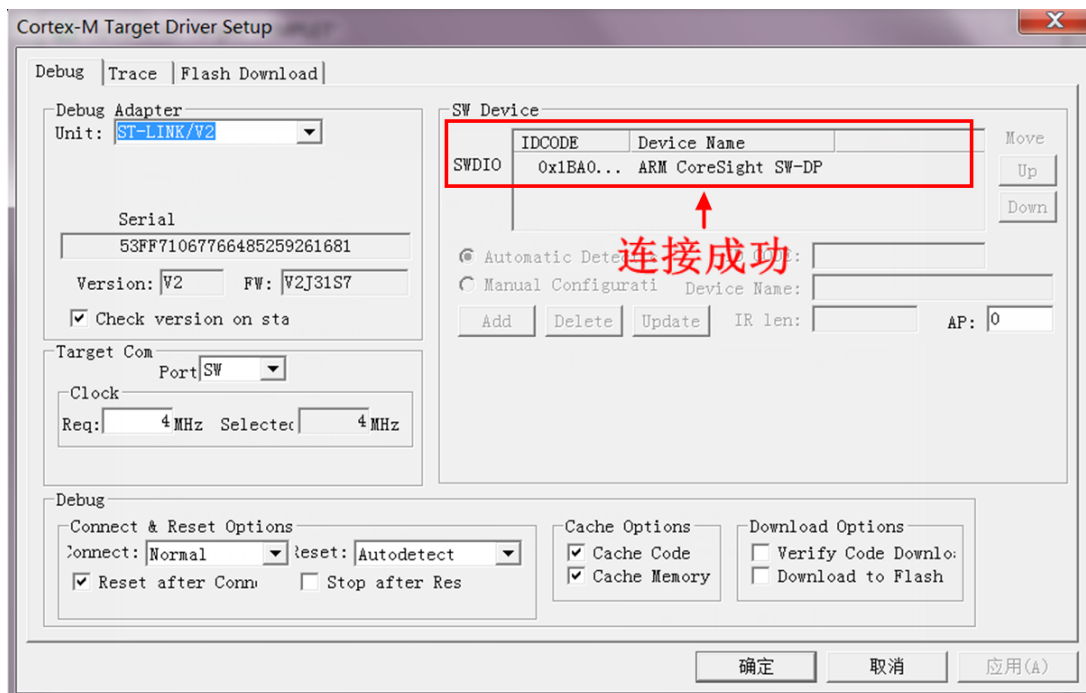 Cortex-M Target Driver Setup
Debug Trace Flash Download
Debug Adapter
Unit: ST-LINK/V2
Serial
53FF71067766485259261681
Version: V2 FW: V2J31S7
Check version on sta
Target Com
Port SW
Clock
Req: 4 MHz Selected 4 MHz
SW Device
IDCODE Device Name
SWDIO 0x1BA0... ARM CoreSight SW-DP
Move
Up
Down
连接成功
Automatic Detec
Manual Configurati Device Name:
Add Delete Update IR len: AP: 0
Debug
Connect & Reset Options
Connect: Normal Reset: Autodetect
Reset after Conn Stop after Res
Cache Options
Cache Code
Cache Memory
Download Options
Verify Code Downlo
Download to Flash
确定 取消 应用(A)